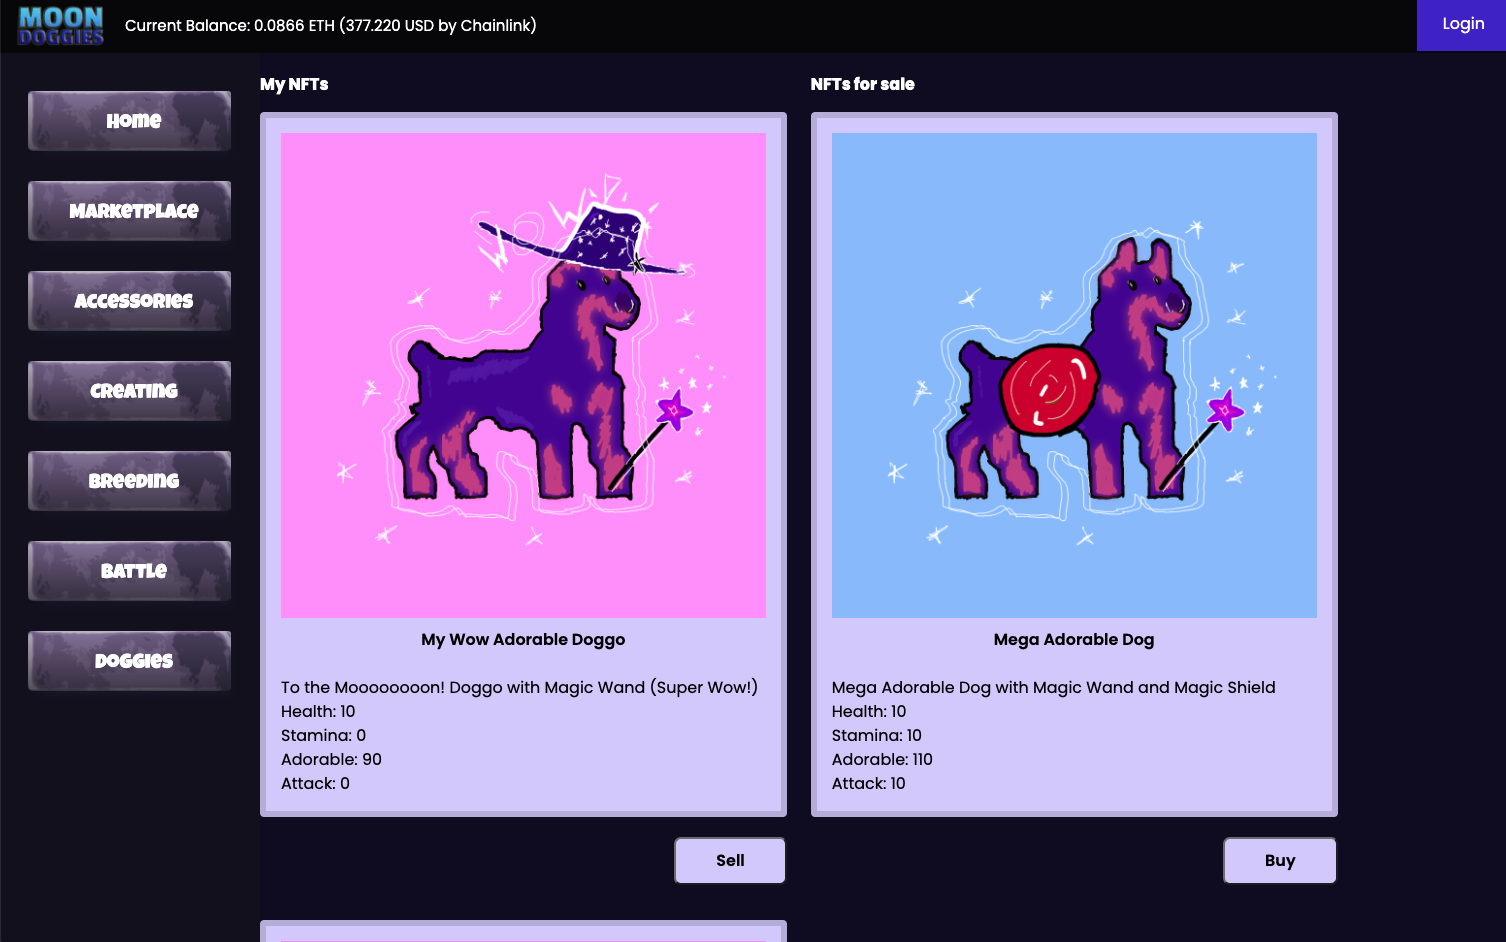 MOON
DOGGIES
Current Balance: 0.0866 ETH (377.220 USD by Chainlink)
Login
Home
Marketplace
Accessories
Creating
Breeding
Battle
Doggies
My NFTs
WOW
My Wow Adorable Doggo
To the Moooooooon! Doggo with Magic Wand (Super Wow!)
Health: 10
Stamina: 0
Adorable: 90
Attack: 0
Sell
NFTs for sale
Mega Adorable Dog
Mega Adorable Dog with Magic Wand and Magic Shield
Health: 10
Stamina: 10
Adorable: 110
Attack: 10
Buy